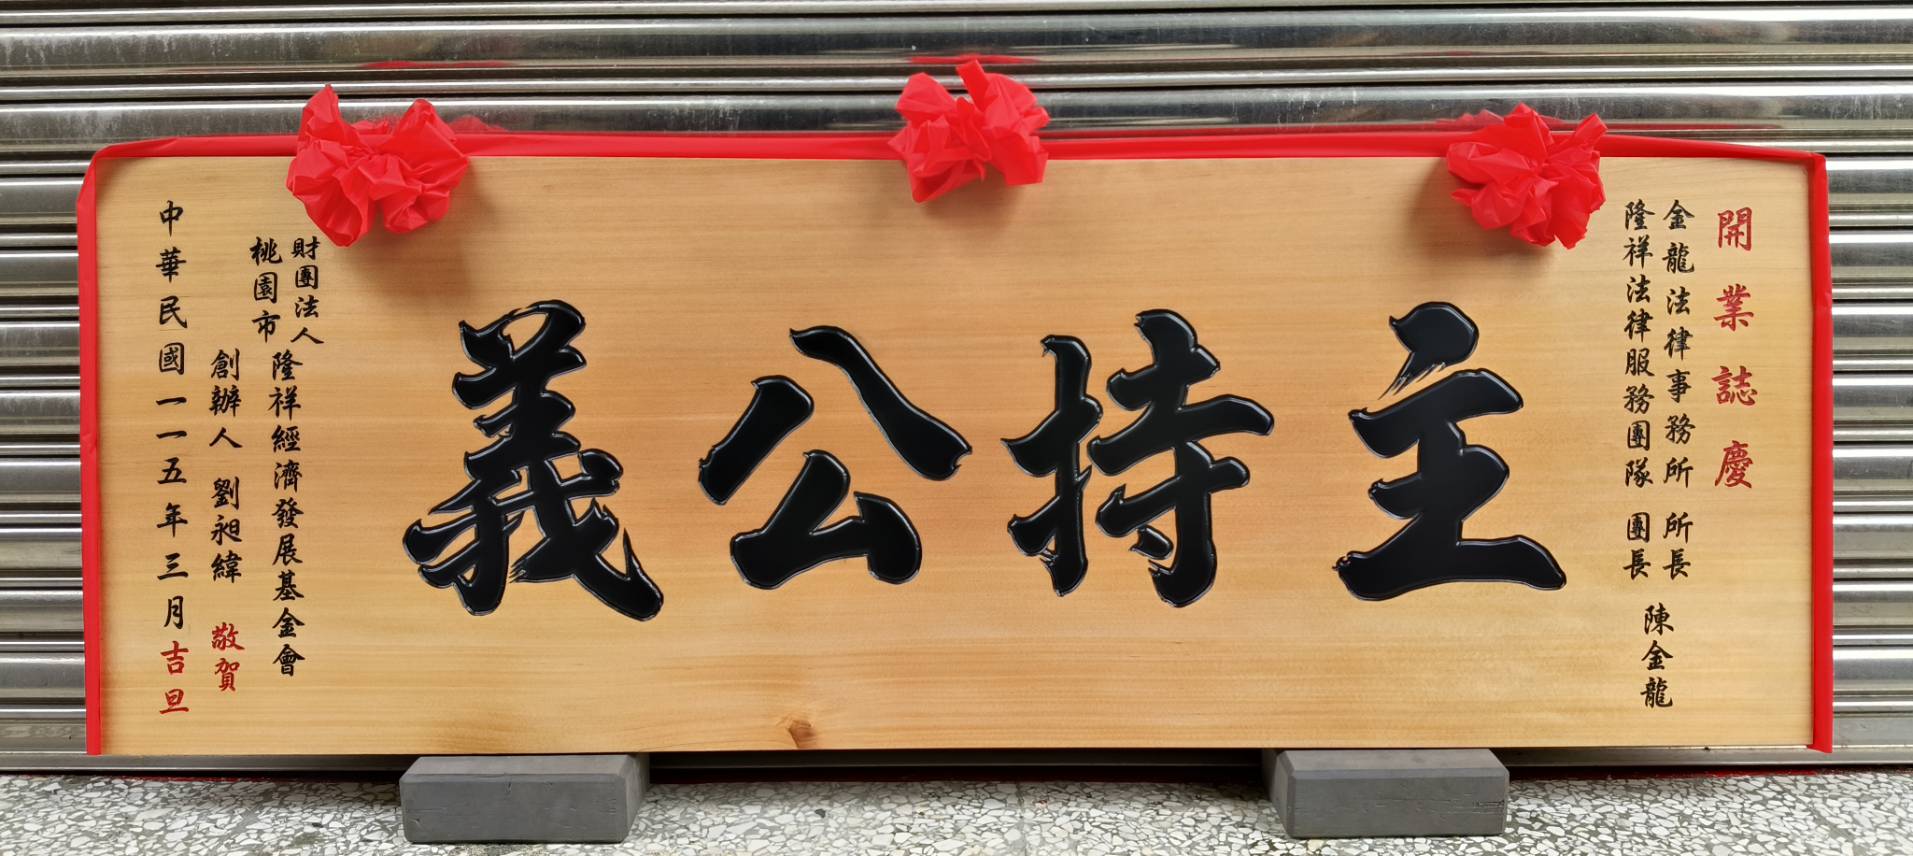 開業誌慶
金龍法律事務所 所長
隆祥法律服務團隊 團長
陳金龍
主持公義
財團法人
桃園市
隆祥經濟發展基金會
創辦人 劉昶緯 敬賀
中華民國一一五年三月吉旦